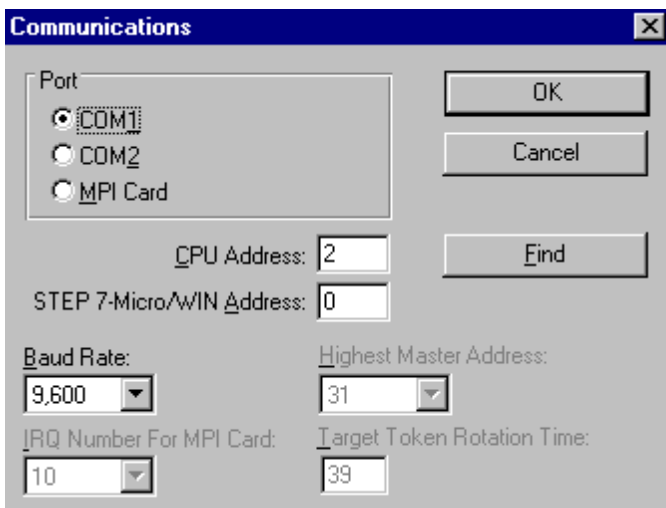 Communications
Port
COM1
COM2
MPI Card
OK
Cancel
CPU Address: 2
Find
STEP 7-Micro/WIN Address: 0
Baud Rate:
9,600
Highest Master Address:
31
IRQ Number For MPI Card:
10
Target Token Rotation Time:
39